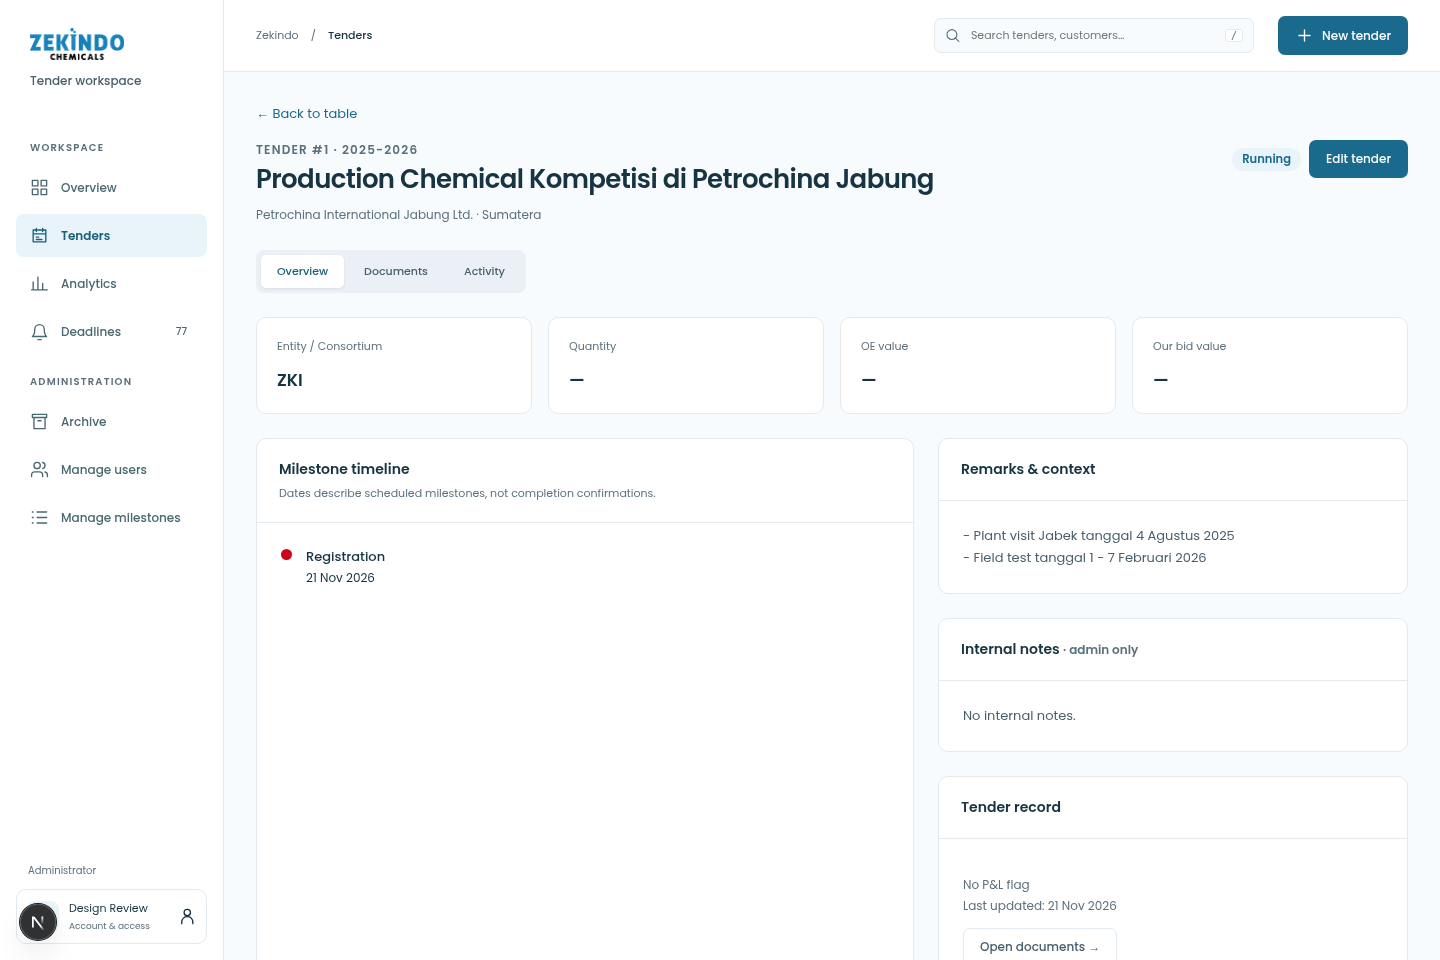 ZEKINDO
CHEMICALS
Tender workspace
WORKSPACE
Overview
Tenders
Analytics
Deadlines 77
ADMINISTRATION
Archive
Manage users
Manage milestones
Administrator
N
Design Review
Account & access
Zekindo / Tenders
Search tenders, customers... /
New tender
← Back to table
TENDER #1 · 2025-2026
Production Chemical Kompetisi di Petrochina Jabung
Petrochina International Jabung Ltd. · Sumatera
Running
Edit tender
Overview Documents Activity
Entity / Consortium
ZKI
Quantity
—
OE value
—
Our bid value
—
Milestone timeline
Dates describe scheduled milestones, not completion confirmations.
Registration
21 Nov 2026
Remarks & context
- Plant visit Jabek tanggal 4 Agustus 2025
- Field test tanggal 1 - 7 Februari 2026
Internal notes · admin only
No internal notes.
Tender record
No P&L flag
Last updated: 21 Nov 2026
Open documents →